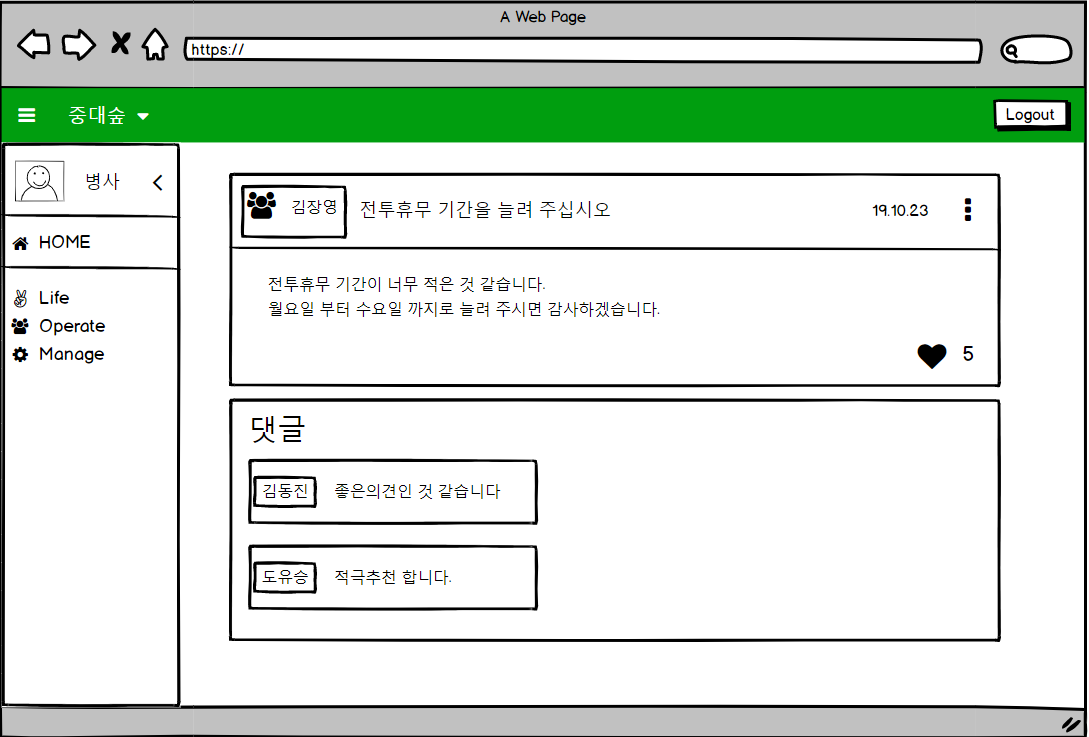 A Web Page
https://
중대숲
Logout
병사
HOME
Life
Operate
Manage
김장영 전투휴무 기간을 늘려 주십시오 19.10.23
전투휴무 기간이 너무 적은 것 같습니다.
월요일 부터 수요일 까지로 늘려 주시면 감사하겠습니다.
5
댓글
김동진 좋은의견인 것 같습니다
도유승 적극추천 합니다.